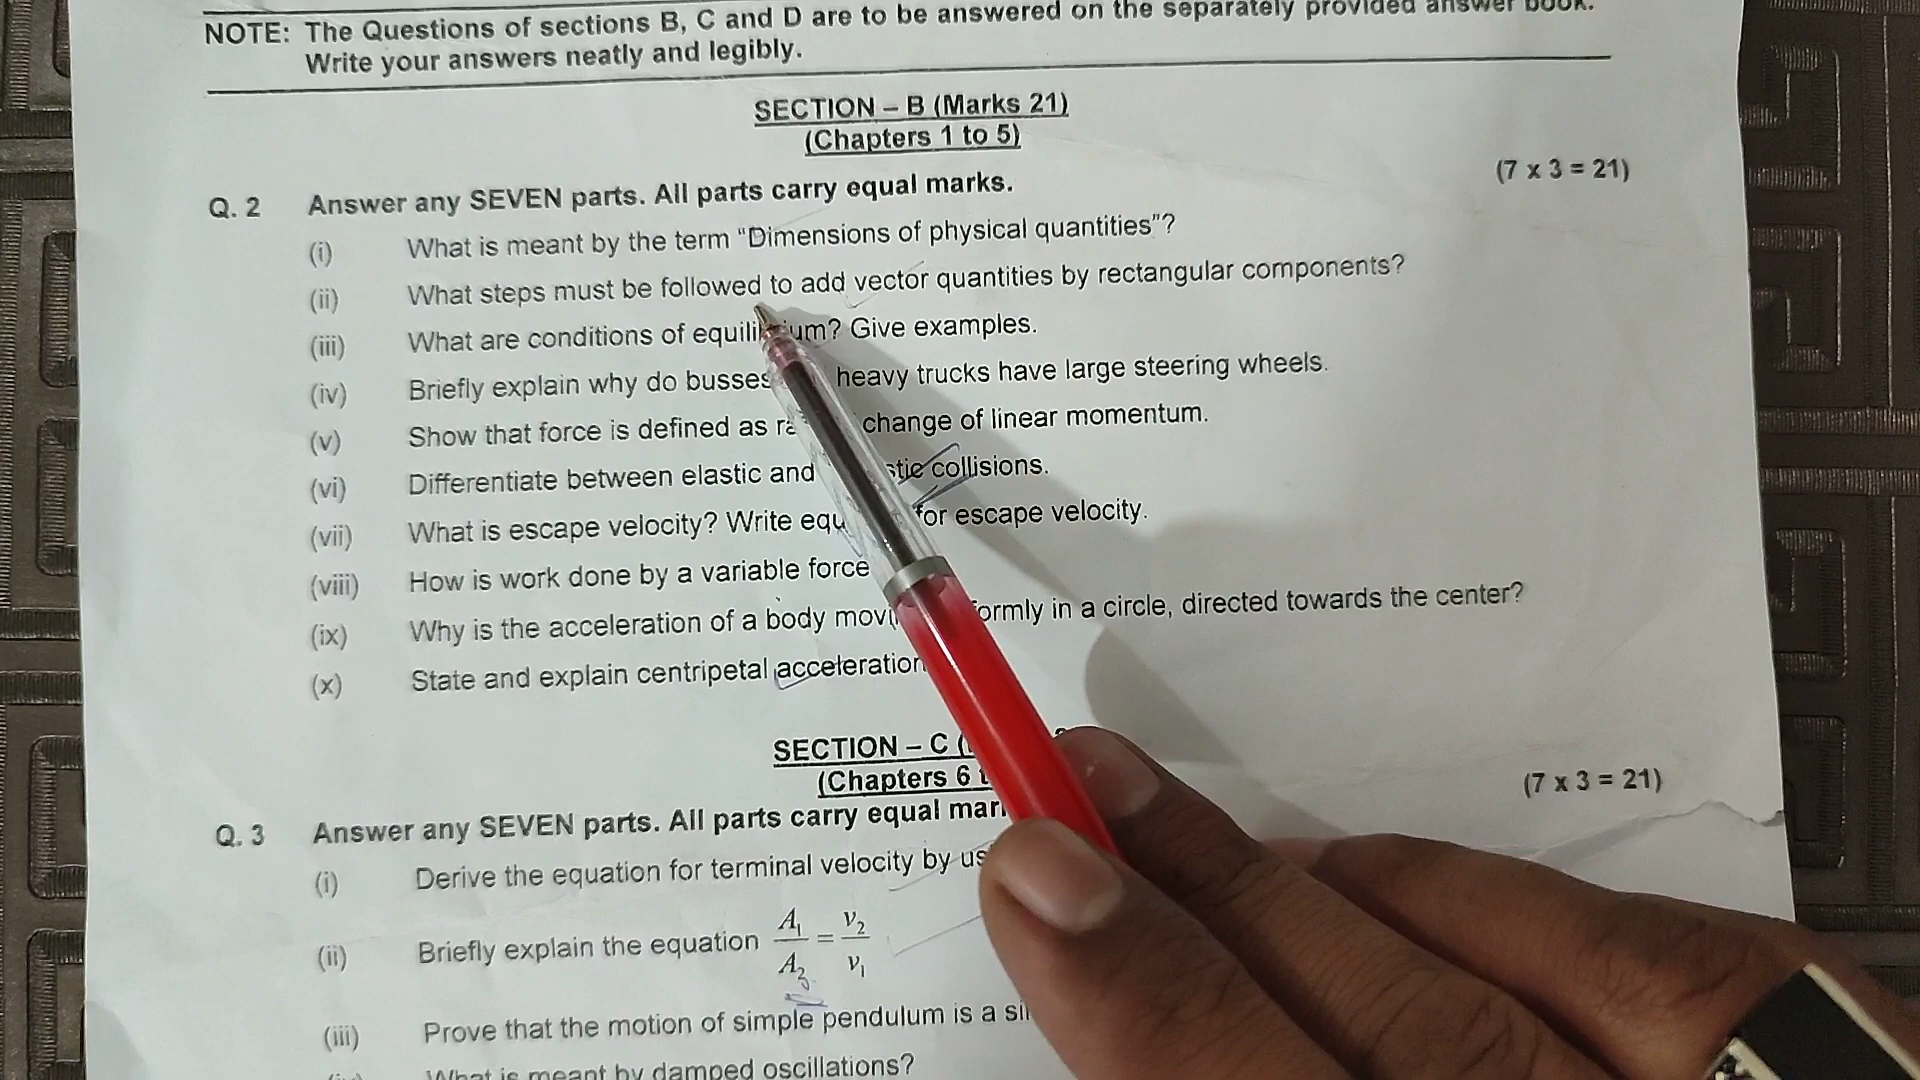 NOTE: The Questions of sections B, C and D are to be answered on the separately provided answer book.
Write your answers neatly and legibly.
SECTION – B (Marks 21)
(Chapters 1 to 5)
(7 x 3 = 21)
Q. 2 Answer any SEVEN parts. All parts carry equal marks.
(i) What is meant by the term “Dimensions of physical quantities”?
(ii) What steps must be followed to add vector quantities by rectangular components?
(iii) What are conditions of equilibrium? Give examples.
(iv) Briefly explain why do busses heavy trucks have large steering wheels.
(v) Show that force is defined as change of linear momentum.
(vi) Differentiate between elastic and collisions.
(vii) What is escape velocity? Write for escape velocity.
(viii) How is work done by a variable force
(ix) Why is the acceleration of a body in a circle, directed towards the center?
(x) State and explain centripetal acceleration
SECTION – C
(Chapters 6
(7 x 3 = 21)
Q. 3 Answer any SEVEN parts. All parts carry equal
(i) Derive the equation for terminal velocity by
(ii) Briefly explain the equation A₁/A₂ = v₂/v₁
(iii) Prove that the motion of simple pendulum is a
What is meant by damped oscillations?